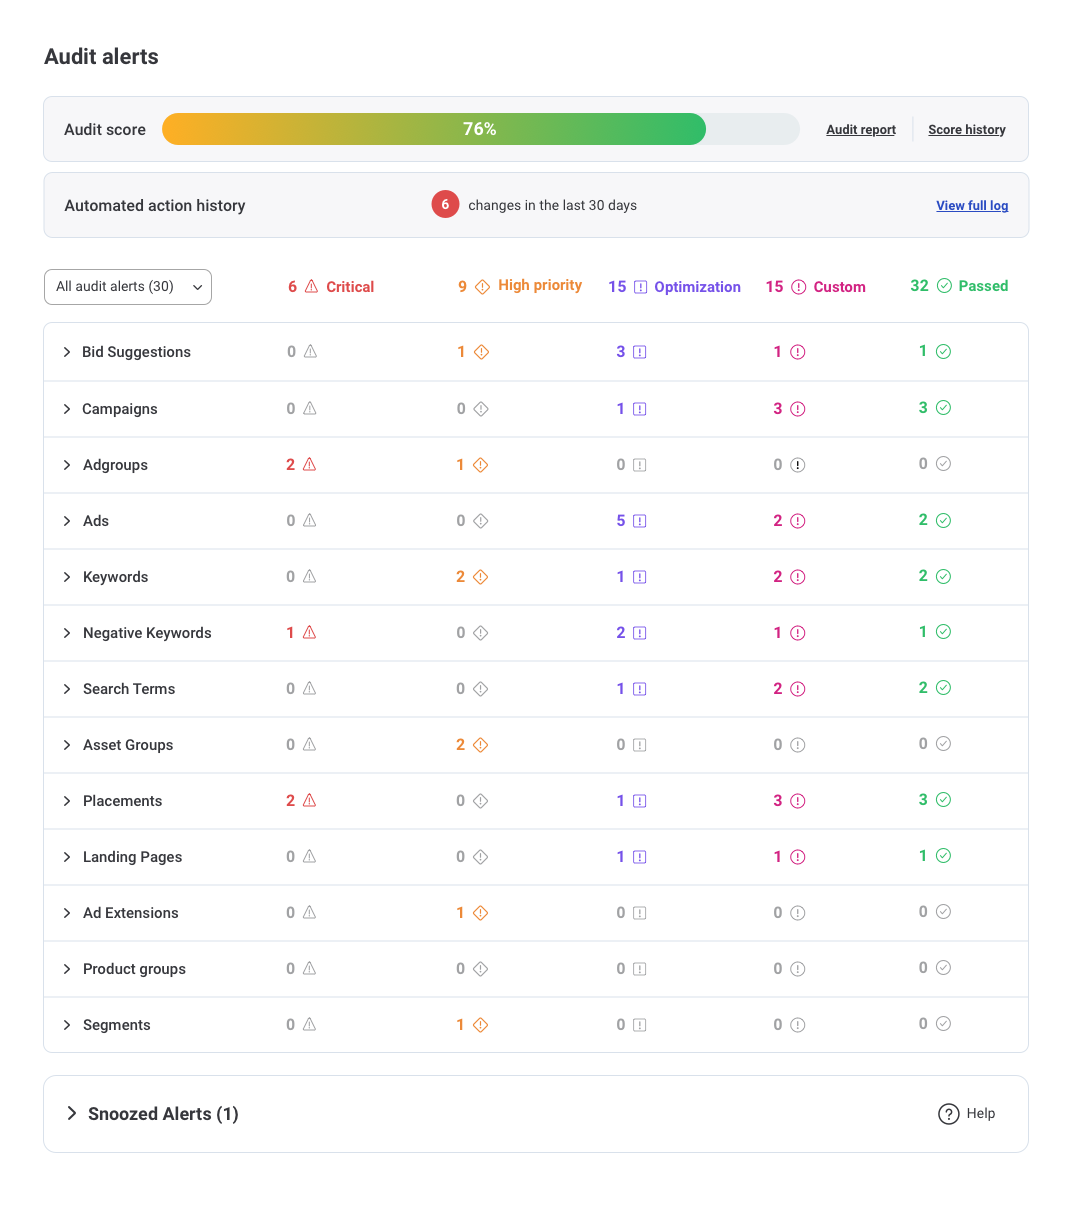 Audit alerts
Audit score 76% Audit report Score history
Automated action history 6 changes in the last 30 days View full log
All audit alerts (30) 6 Critical 9 High priority 15 Optimization 15 Custom 32 Passed
Bid Suggestions 0 1 3 1 1
Campaigns 0 0 1 3 3
Adgroups 2 1 0 0 0
Ads 0 0 5 2 2
Keywords 0 2 1 2 2
Negative Keywords 1 0 2 1 1
Search Terms 0 0 1 2 2
Asset Groups 0 2 0 0 0
Placements 2 0 1 3 3
Landing Pages 0 0 1 1 1
Ad Extensions 0 1 0 0 0
Product groups 0 0 0 0 0
Segments 0 1 0 0 0
Snoozed Alerts (1) Help